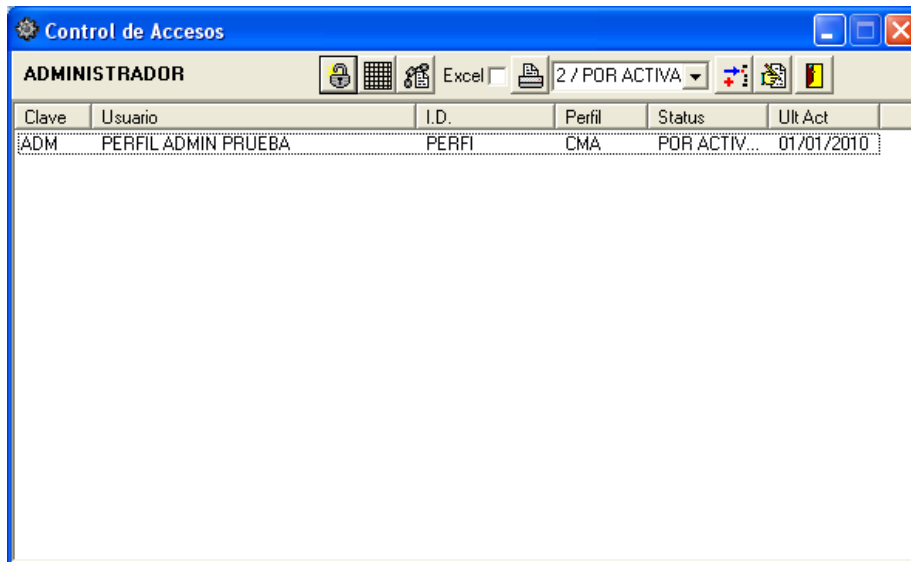 Control de Accesos
ADMINISTRADOR Excel 2 / POR ACTIVA
Clave Usuario I.D. Perfil Status Ult Act
ADM PERFIL ADMIN PRUEBA PERFI CMA POR ACTIV... 01/01/2010